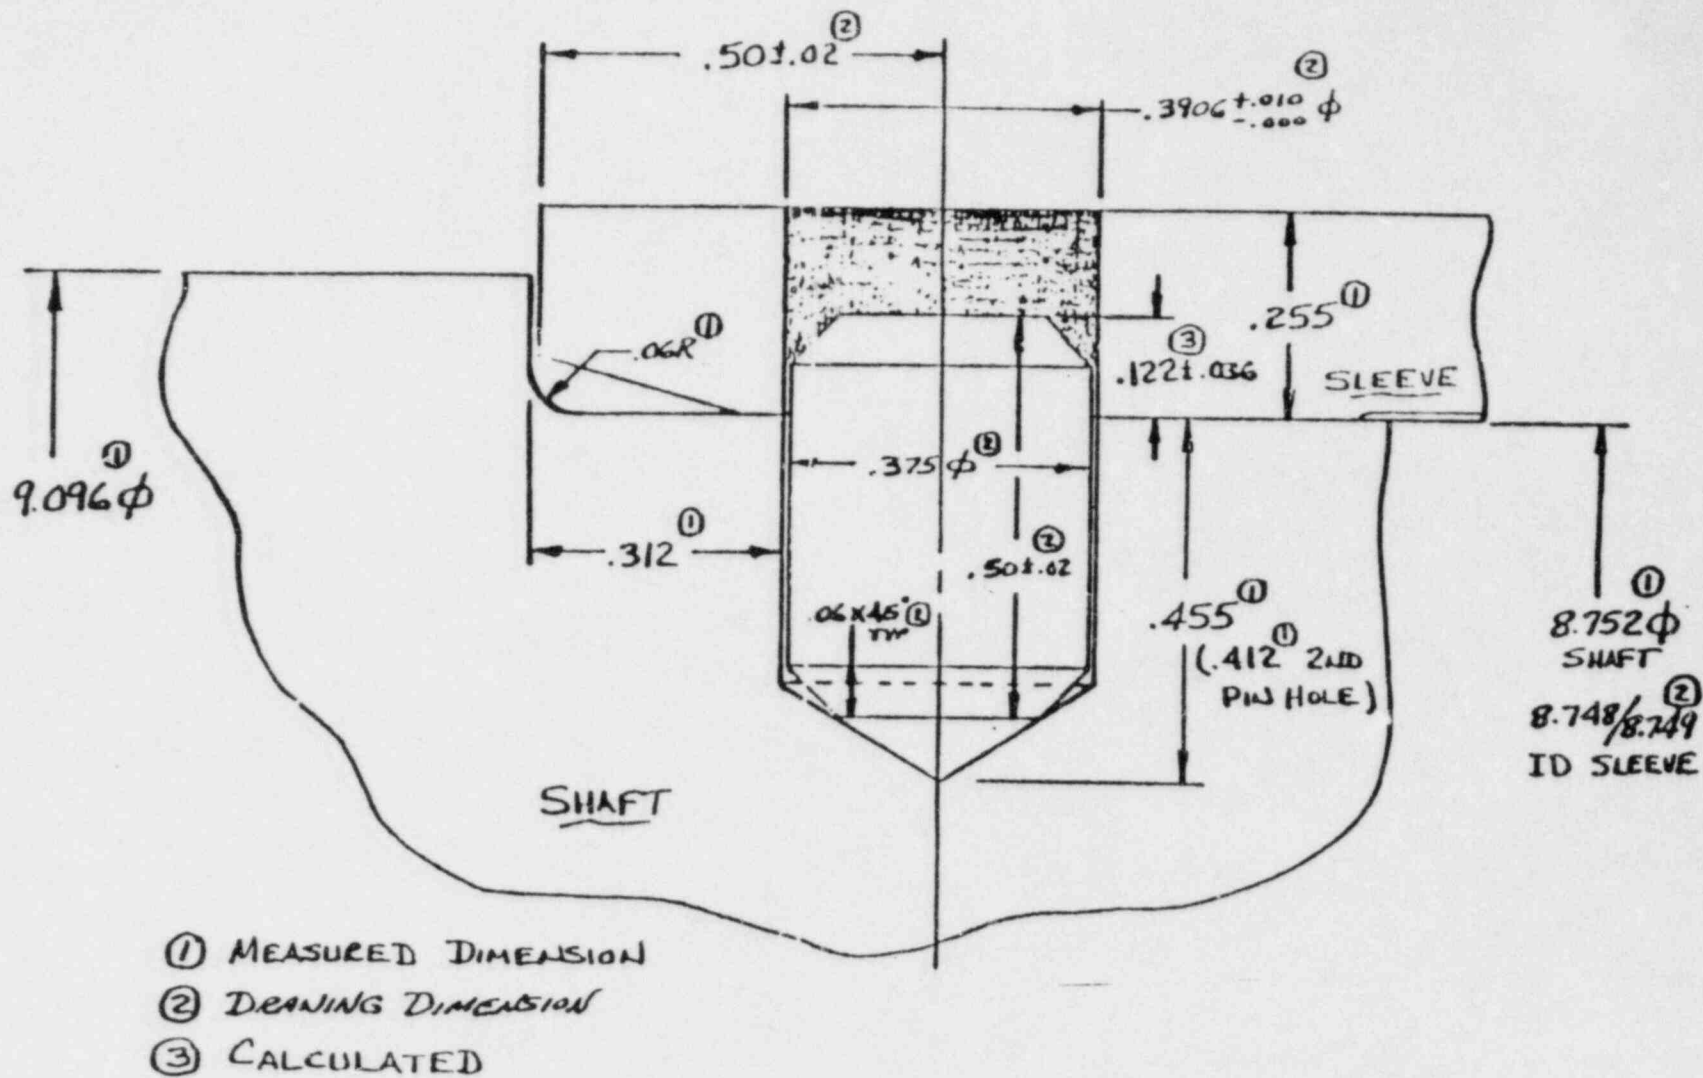 .50±.02 ②
.3906 +.010 -.000 ② ϕ
.06R ①
.255 ①
③
.122±.036
SLEEVE
9.096ϕ ①
.375ϕ ②
.312 ①
.50±.02 ②
.06 x 45° ②
TYP
.455 ①
(.412 ① 2ND
PIN HOLE)
8.752ϕ ①
SHAFT
8.748/8.749 ②
ID SLEEVE
SHAFT
① MEASURED DIMENSION
② DRAWING DIMENSION
③ CALCULATED